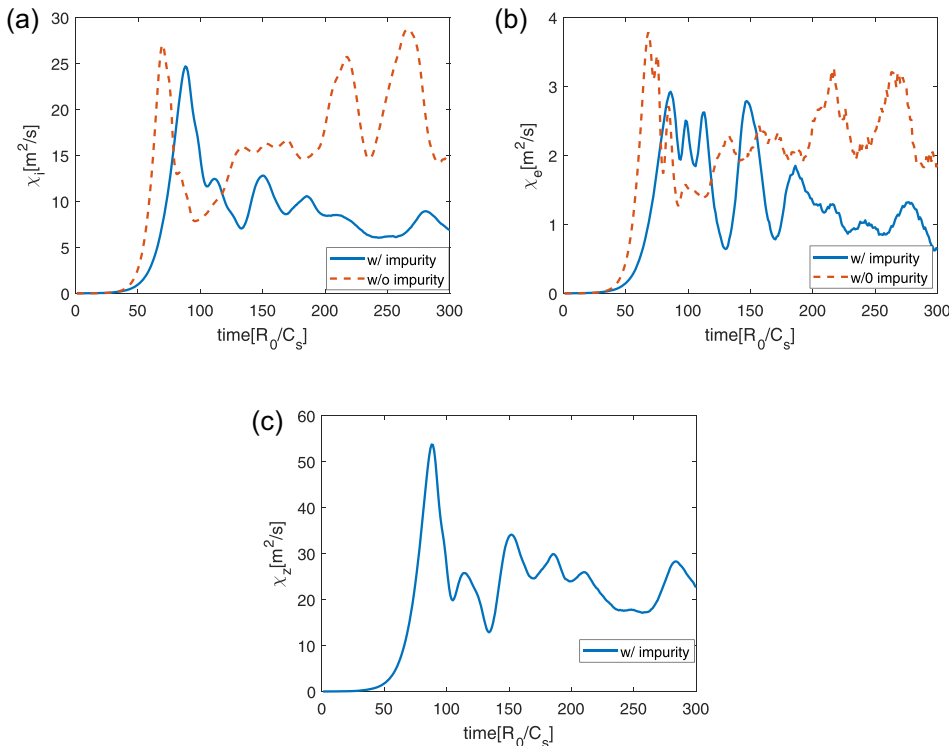 (a)
30
25
20
15
10
5
0
χi[m2/s]
0 50 100 150 200 250 300
time[R0/Cs]
w/ impurity
w/o impurity
(b)
4
3
2
1
0
χe[m2/s]
0 50 100 150 200 250 300
time[R0/Cs]
w/ impurity
w/0 impurity
(c)
60
50
40
30
20
10
0
χz[m2/s]
0 50 100 150 200 250 300
time[R0/Cs]
w/ impurity